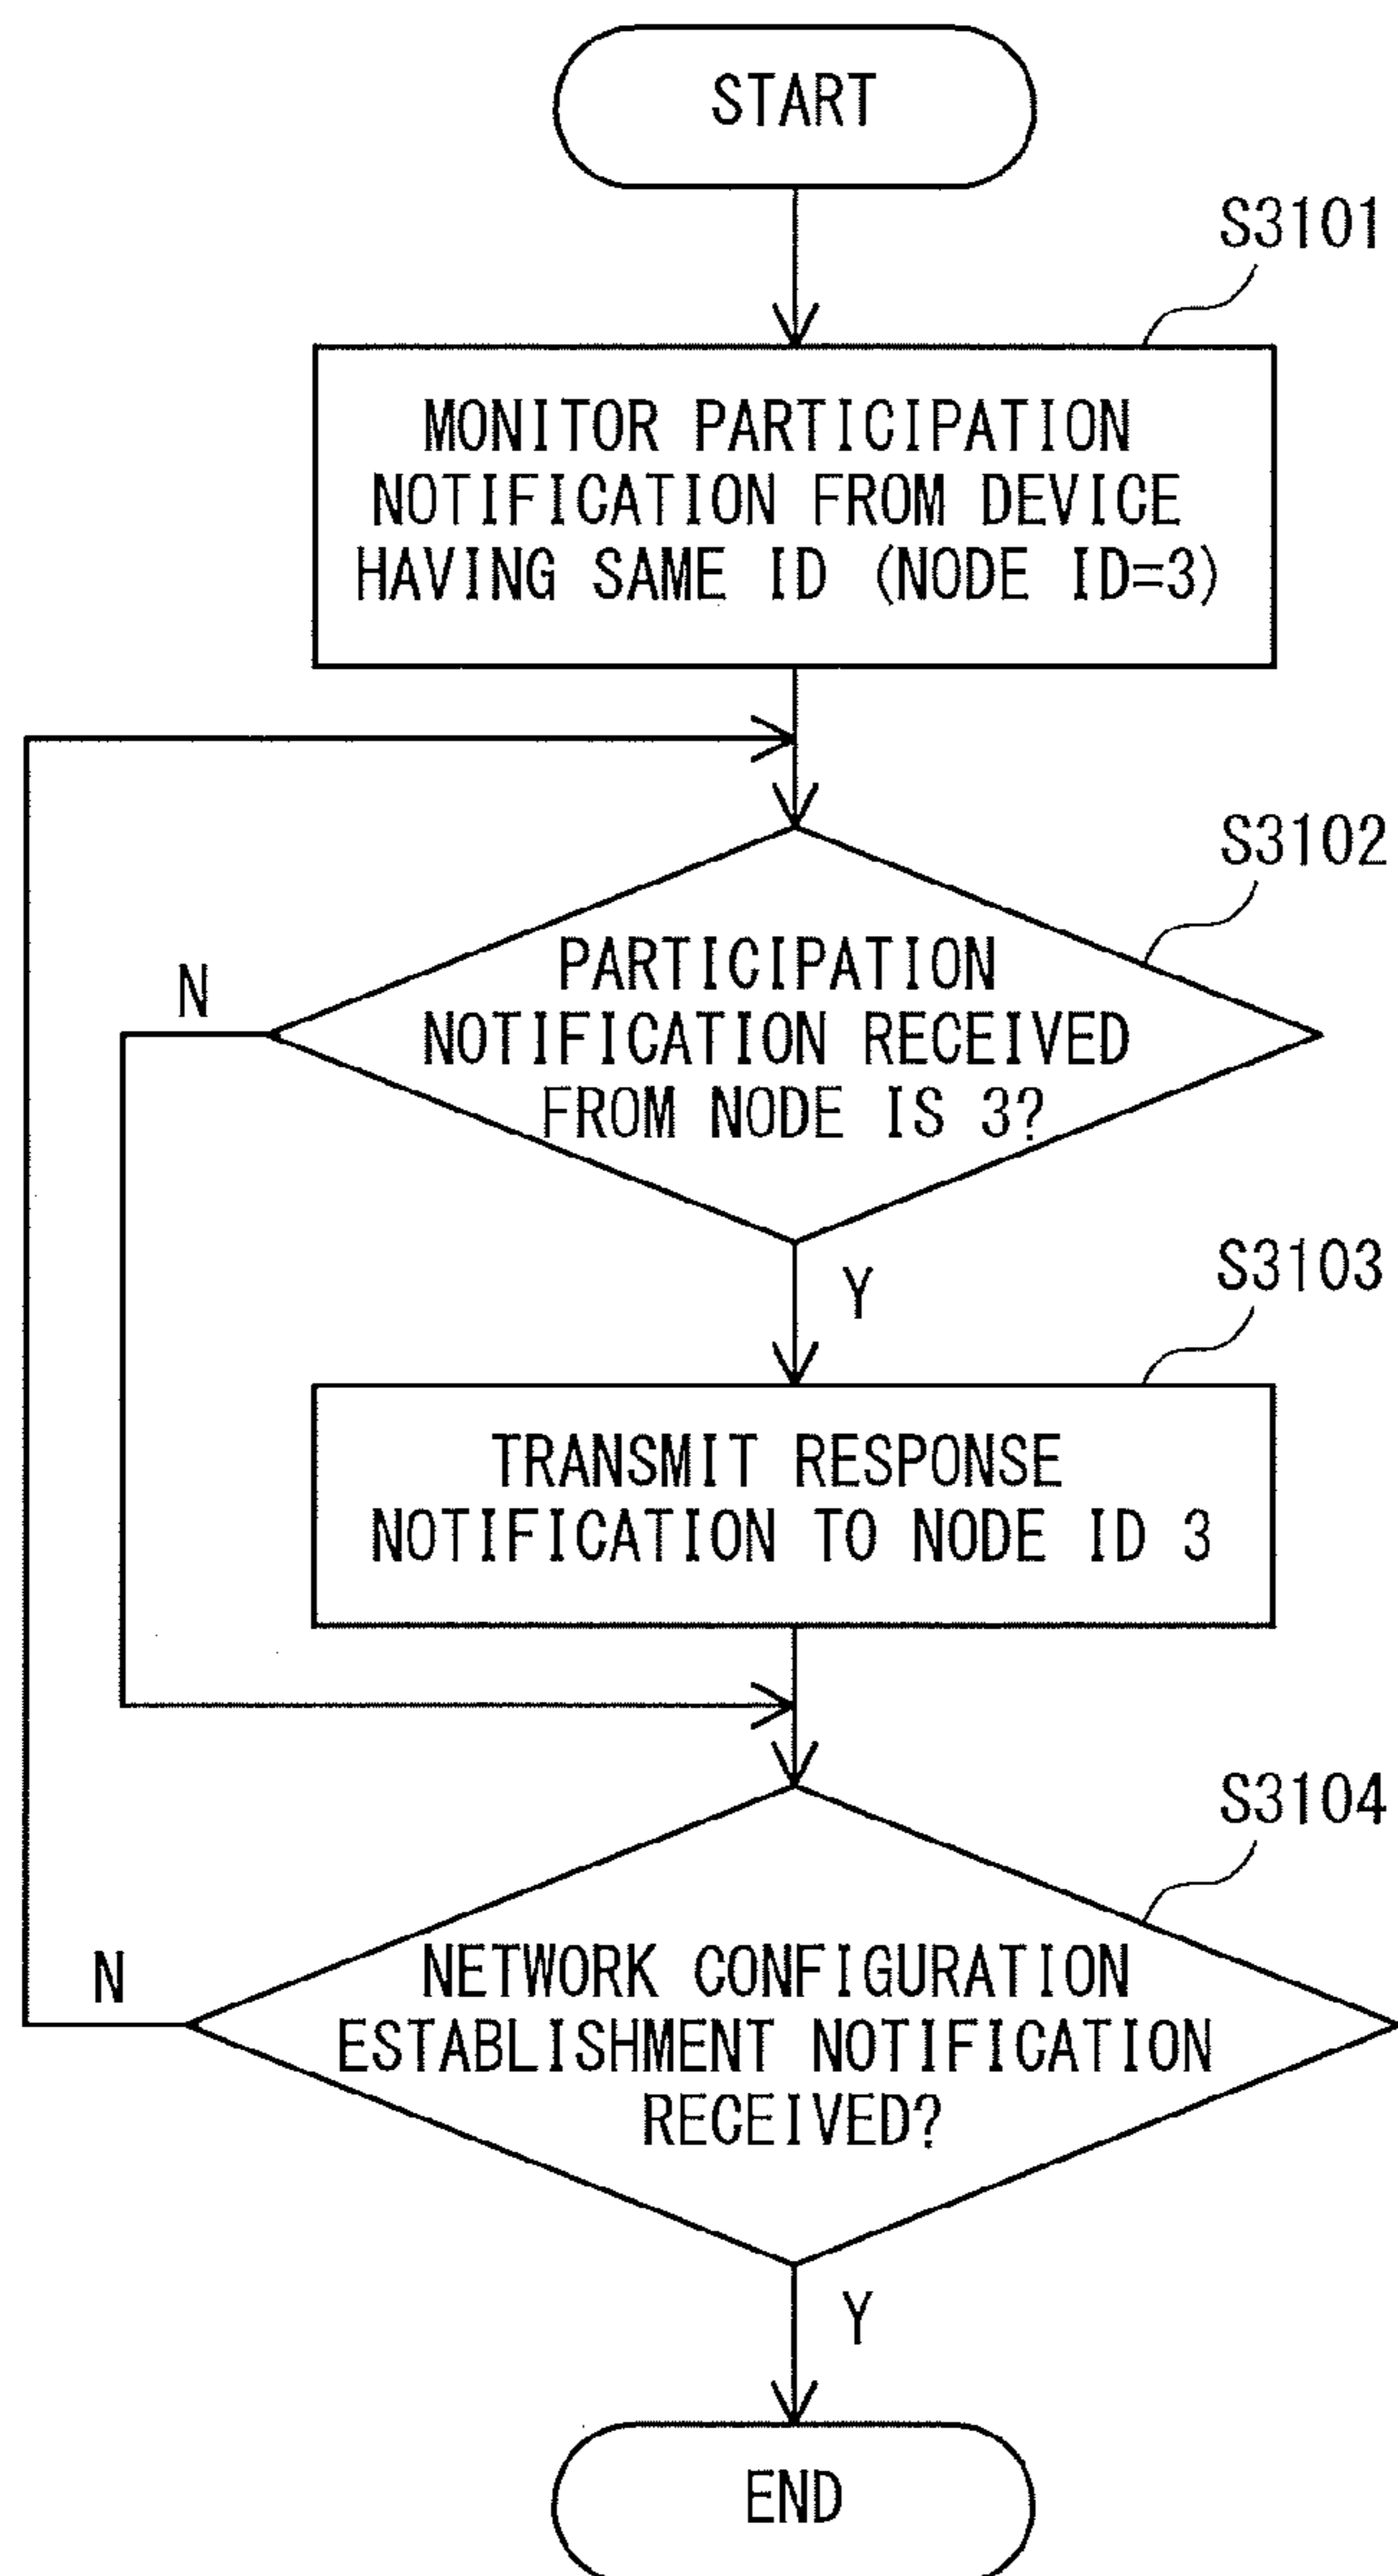 START
S3101
MONITOR PARTICIPATION
NOTIFICATION FROM DEVICE
HAVING SAME ID (NODE ID=3)
S3102
PARTICIPATION
NOTIFICATION RECEIVED
FROM NODE IS 3?
N
Y
S3103
TRANSMIT RESPONSE
NOTIFICATION TO NODE ID 3
S3104
NETWORK CONFIGURATION
ESTABLISHMENT NOTIFICATION
RECEIVED?
N
Y
END